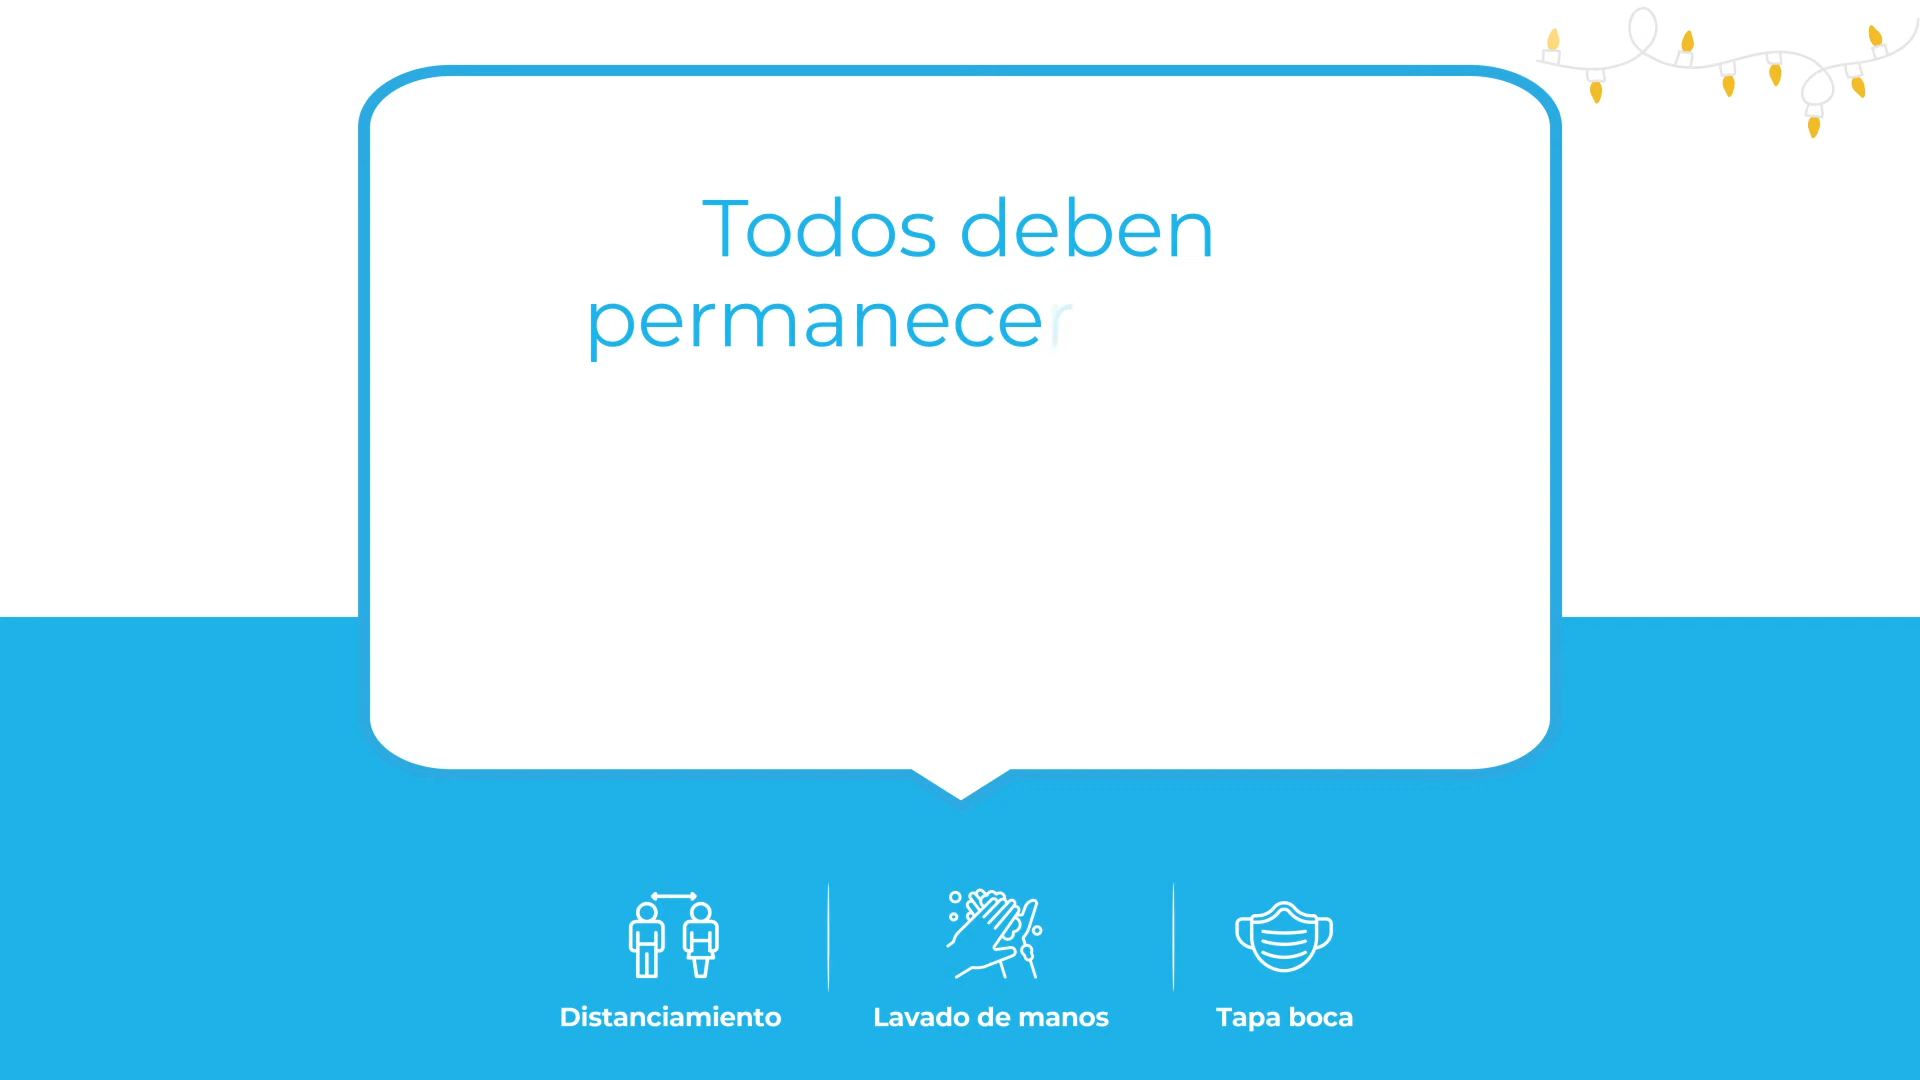 Todos deben
permanecer
Distanciamiento
Lavado de manos
Tapa boca